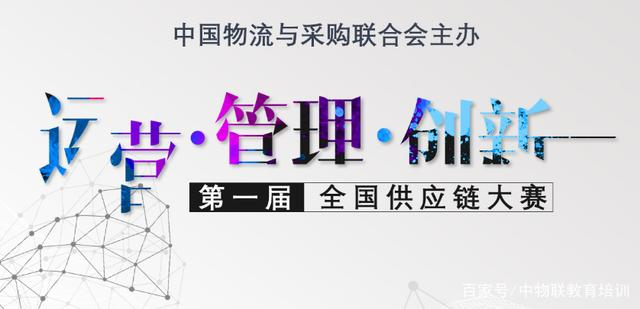 中国物流与采购联合会主办
运营·管理·创新
第一届 全国供应链大赛
百家号/中物联教育培训